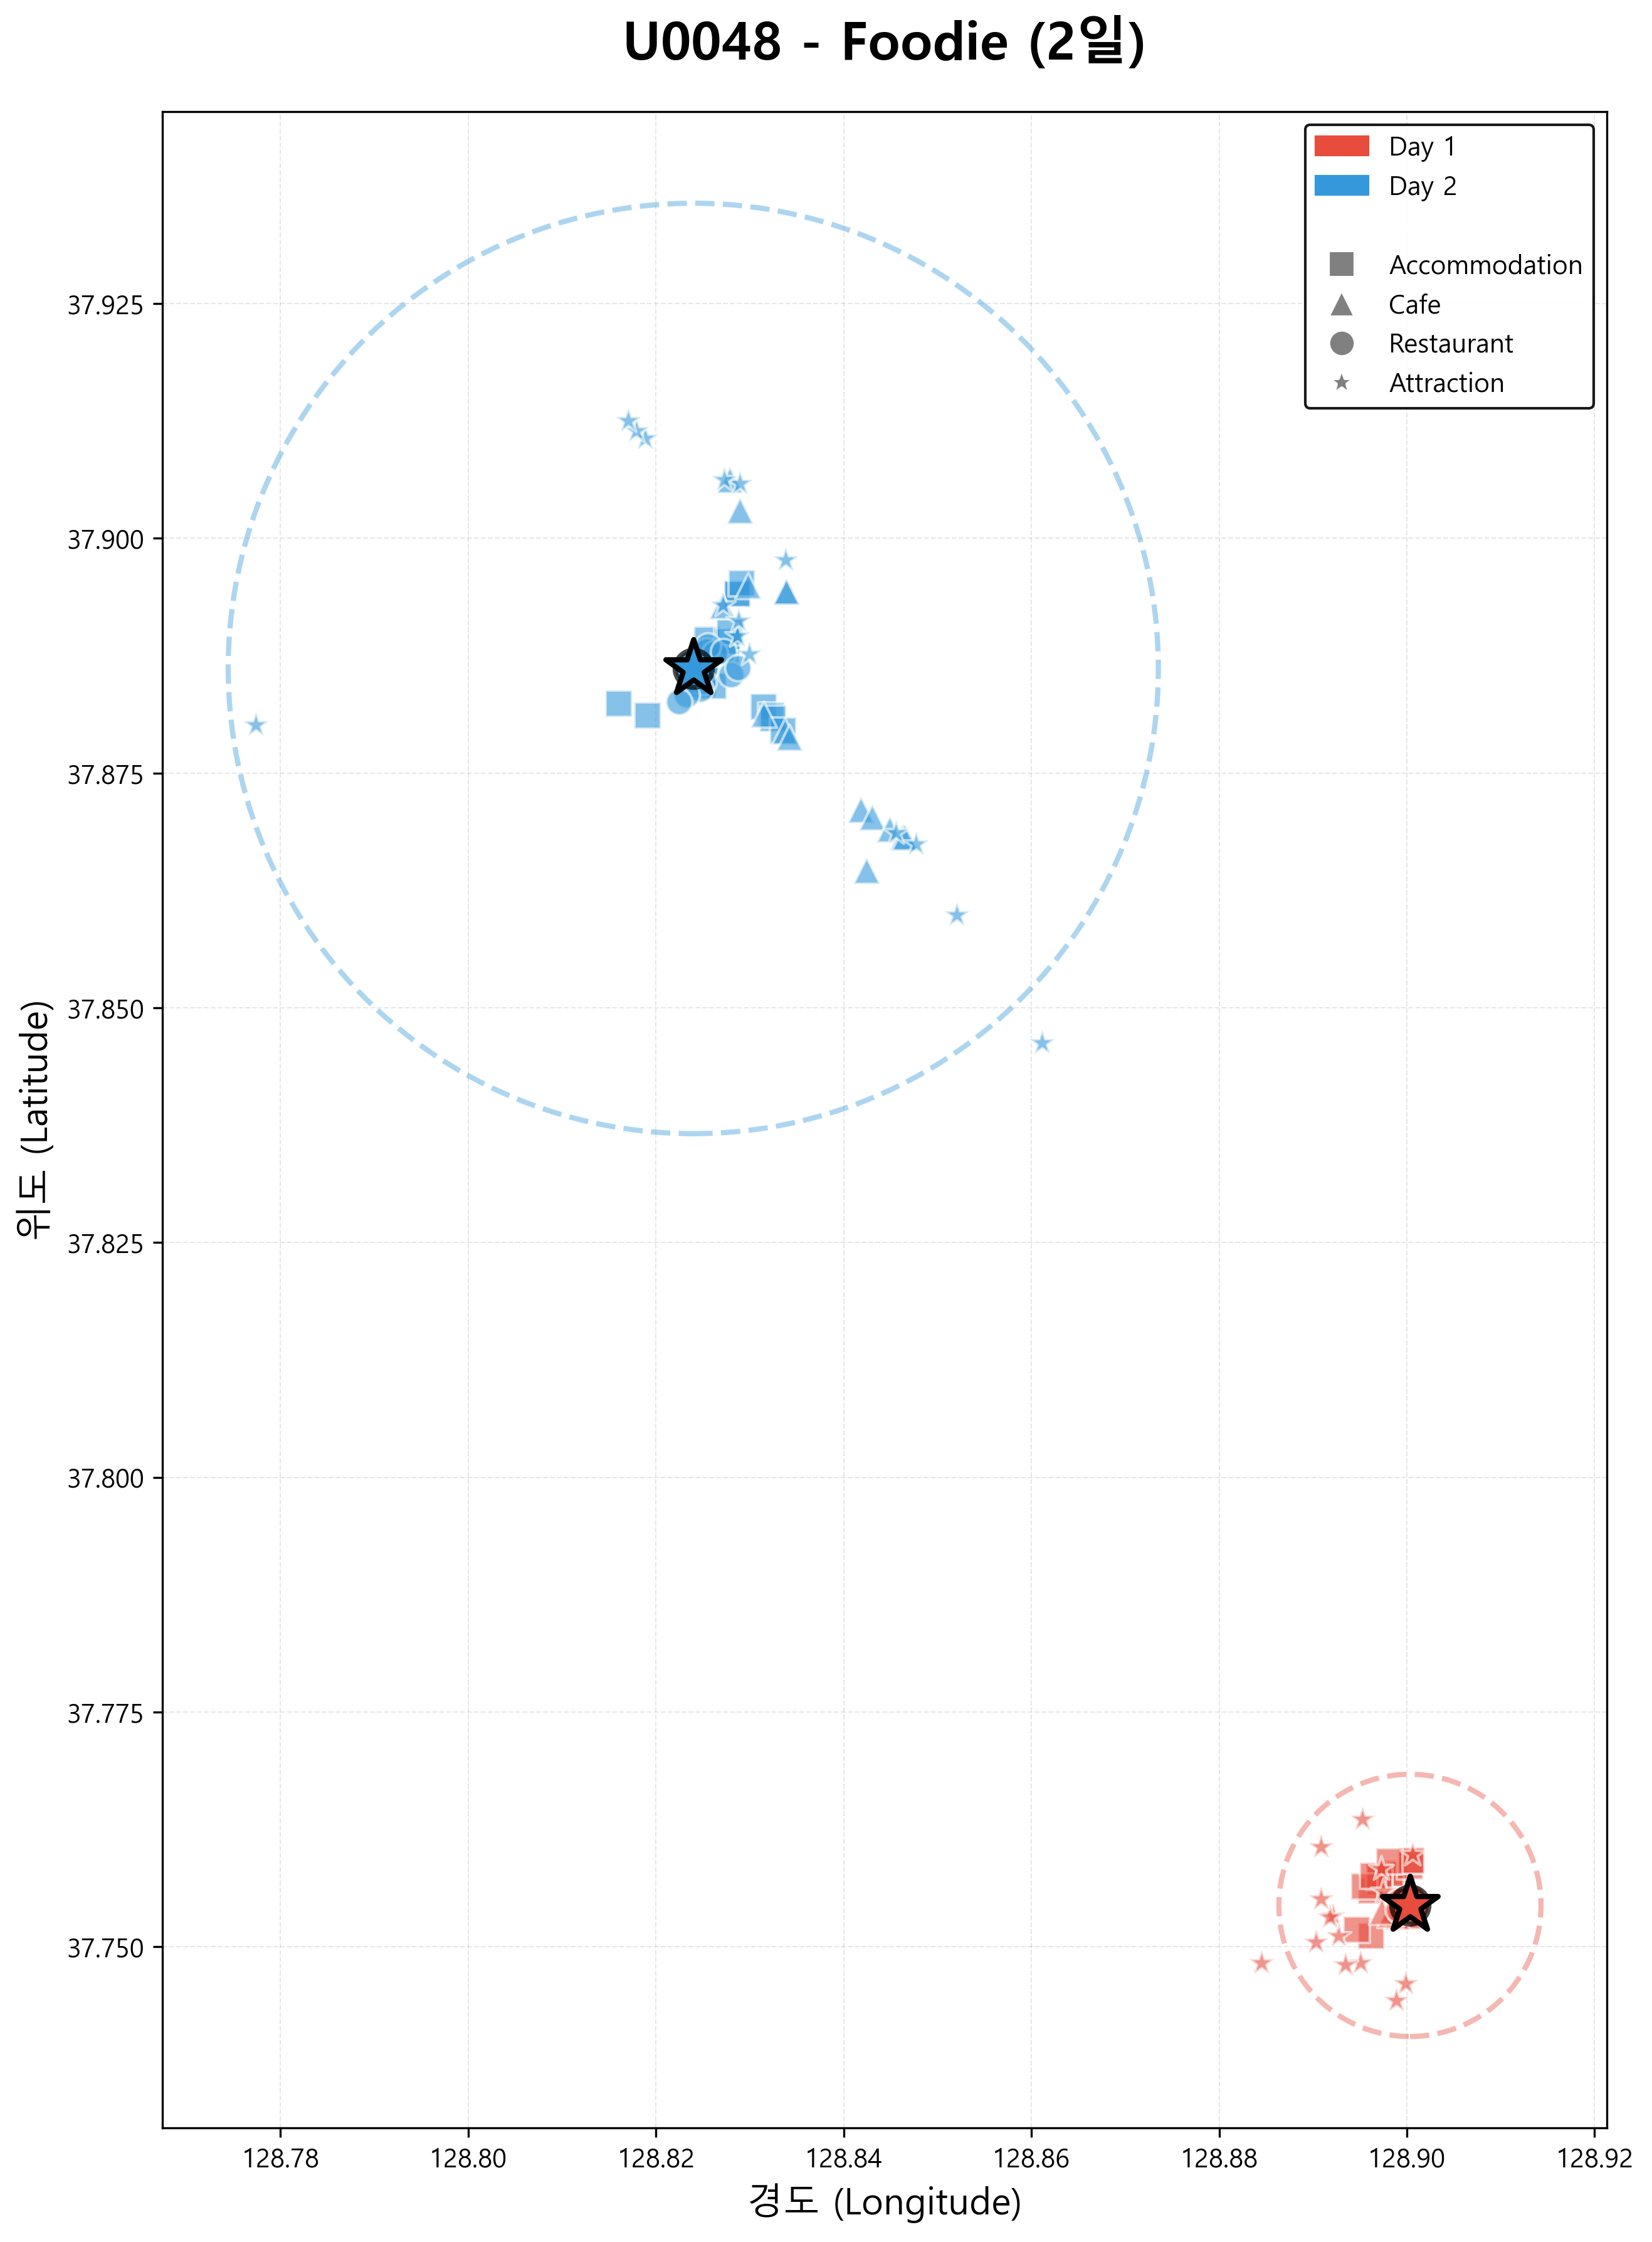 U0048 - Foodie (2일)
Day 1
Day 2
Accommodation
Cafe
Restaurant
Attraction
위도 (Latitude)
37.925
37.900
37.875
37.850
37.825
37.800
37.775
37.750
128.78 128.80 128.82 128.84 128.86 128.88 128.90 128.92
경도 (Longitude)